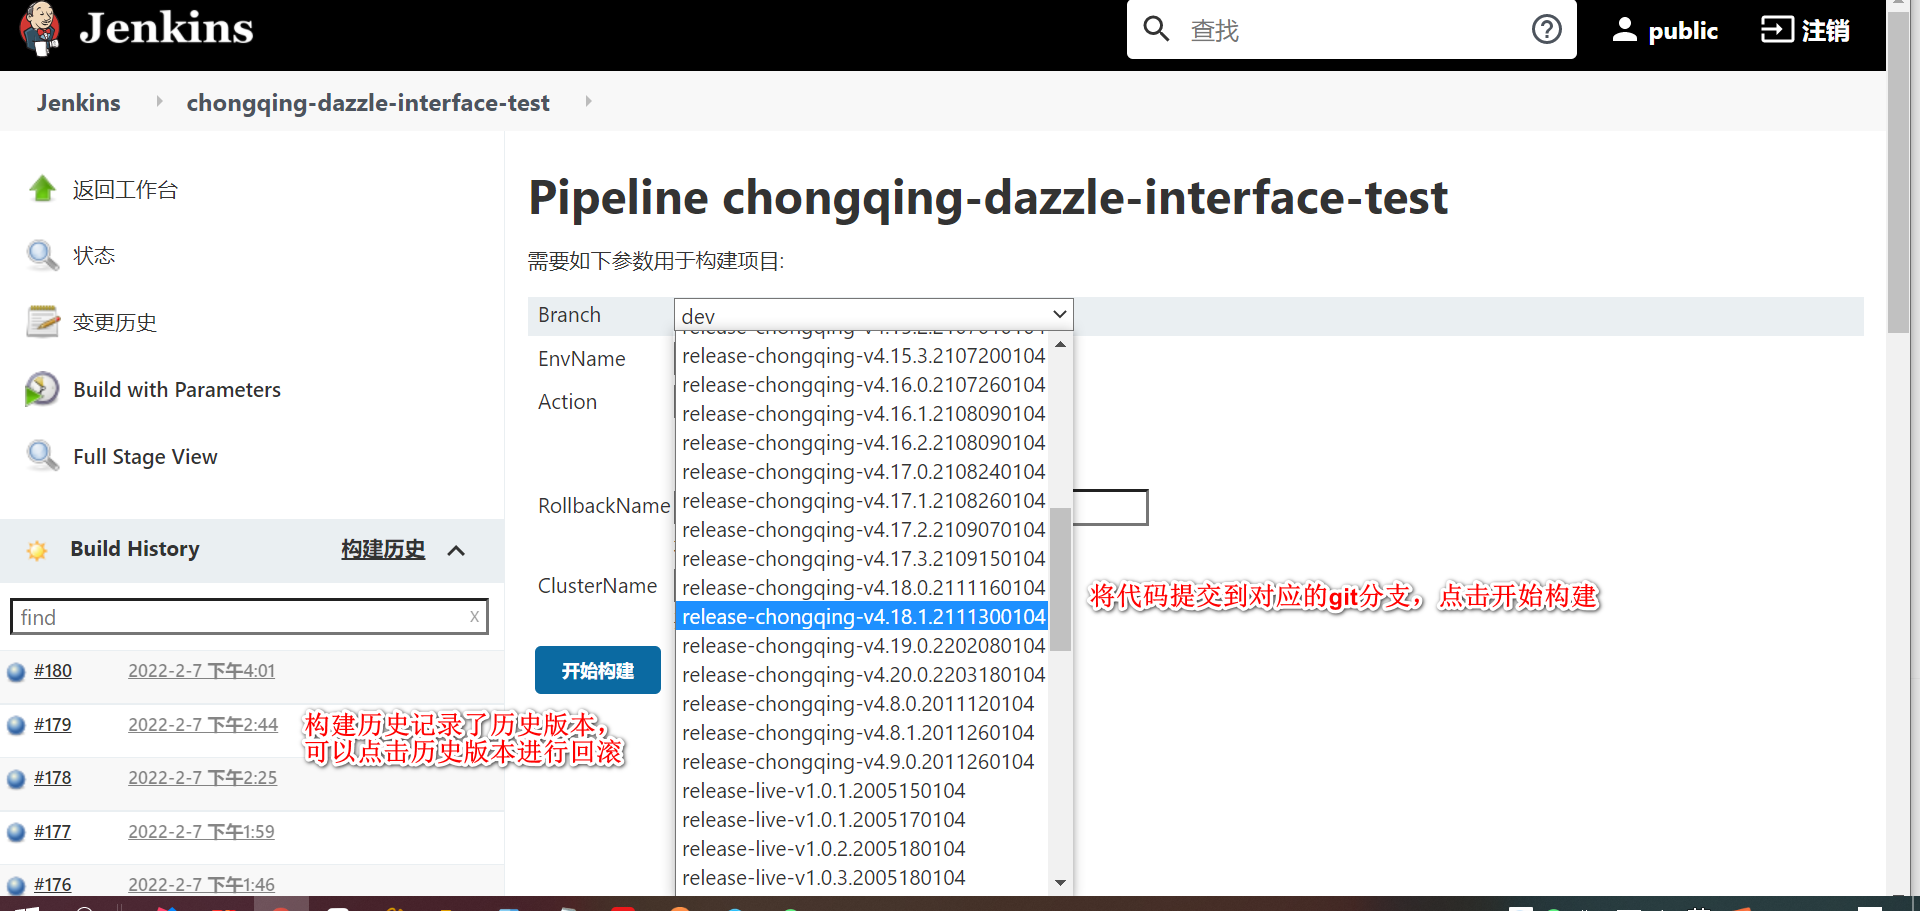 Jenkins
查找
public
注销
Jenkins
chongqing-dazzle-interface-test
返回工作台
状态
变更历史
Build with Parameters
Full Stage View
Build History
构建历史
find
x
#180 2022-2-7 下午4:01
#179 2022-2-7 下午2:44
#178 2022-2-7 下午2:25
#177 2022-2-7 下午1:59
#176 2022-2-7 下午1:46
构建历史记录了历史版本，
可以点击历史版本进行回滚
Pipeline chongqing-dazzle-interface-test
需要如下参数用于构建项目:
Branch
dev
EnvName
Action
RollbackName
ClusterName
开始构建
release-chongqing-v4.15.3.2107200104
release-chongqing-v4.16.0.2107260104
release-chongqing-v4.16.1.2108090104
release-chongqing-v4.16.2.2108090104
release-chongqing-v4.17.0.2108240104
release-chongqing-v4.17.1.2108260104
release-chongqing-v4.17.2.2109070104
release-chongqing-v4.17.3.2109150104
release-chongqing-v4.18.0.2111160104
release-chongqing-v4.18.1.2111300104
release-chongqing-v4.19.0.2202080104
release-chongqing-v4.20.0.2203180104
release-chongqing-v4.8.0.2011120104
release-chongqing-v4.8.1.2011260104
release-chongqing-v4.9.0.2011260104
release-live-v1.0.1.2005150104
release-live-v1.0.1.2005170104
release-live-v1.0.2.2005180104
release-live-v1.0.3.2005180104
将代码提交到对应的git分支，点击开始构建